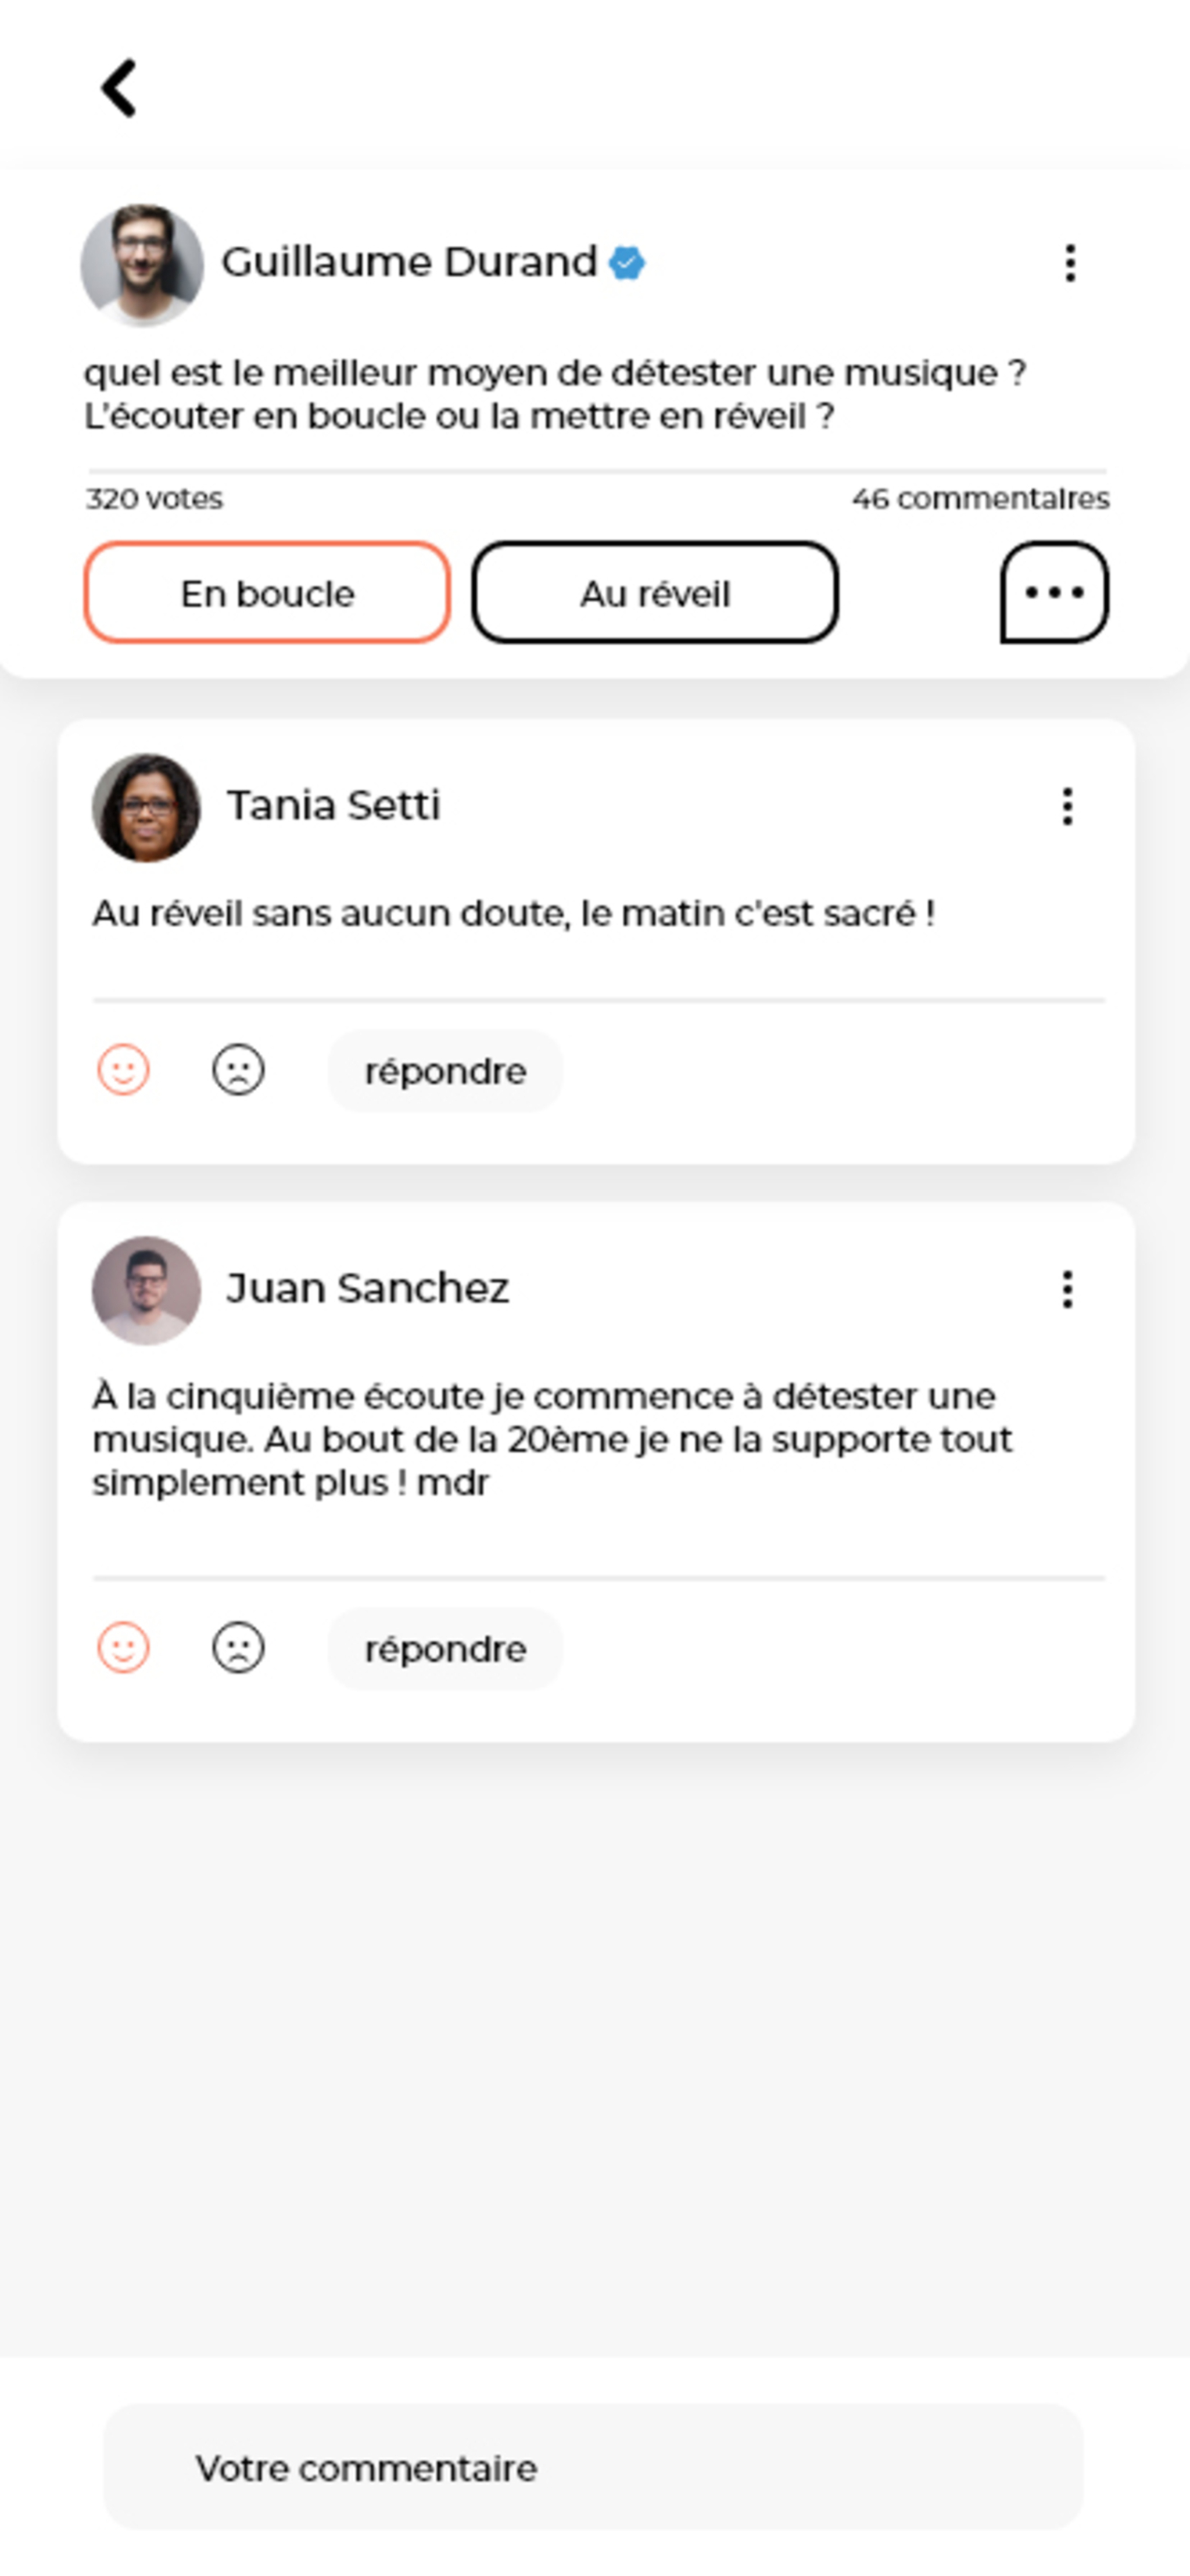 Guillaume Durand
quel est le meilleur moyen de détester une musique ?
L'écouter en boucle ou la mettre en réveil ?
320 votes
46 commentaires
En boucle
Au réveil
Tania Setti
Au réveil sans aucun doute, le matin c'est sacré !
répondre
Juan Sanchez
À la cinquième écoute je commence à détester une
musique. Au bout de la 20ème je ne la supporte tout
simplement plus ! mdr
répondre
Votre commentaire